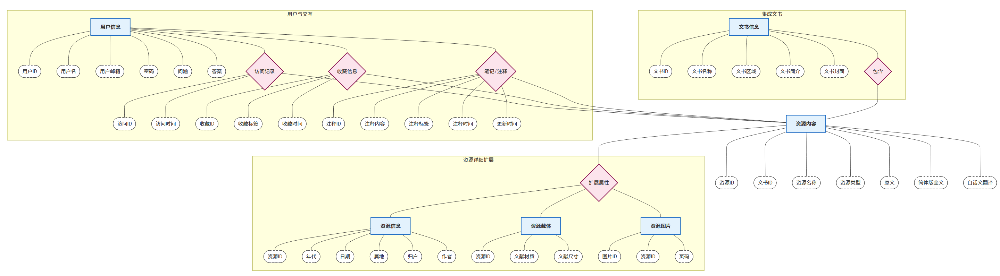 用户与交互
集成文书
用户信息
文书信息
用户ID
用户名
用户邮箱
密码
问题
答案
访问记录
收藏信息
笔记/注释
文书ID
文书名称
文书区域
文书简介
文书封面
包含
访问ID
访问时间
收藏ID
收藏标签
收藏时间
注释ID
注释内容
注释标签
注释时间
更新时间
资源内容
资源详细扩展
扩展属性
资源ID
文书ID
资源名称
资源类型
原文
简体版全文
白话文翻译
资源信息
资源载体
资源图片
资源ID
年代
日期
属地
归户
作者
资源ID
文献材质
文献尺寸
图片ID
资源ID
页码